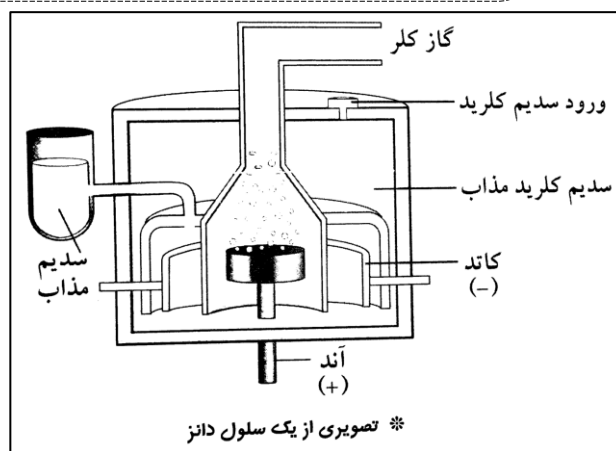 گاز کلر
ورود سدیم کلرید
سدیم کلرید مذاب
سدیم
مذاب
کاتد
(−)
آند
(+)
❊ تصویری از یک سلول دانز